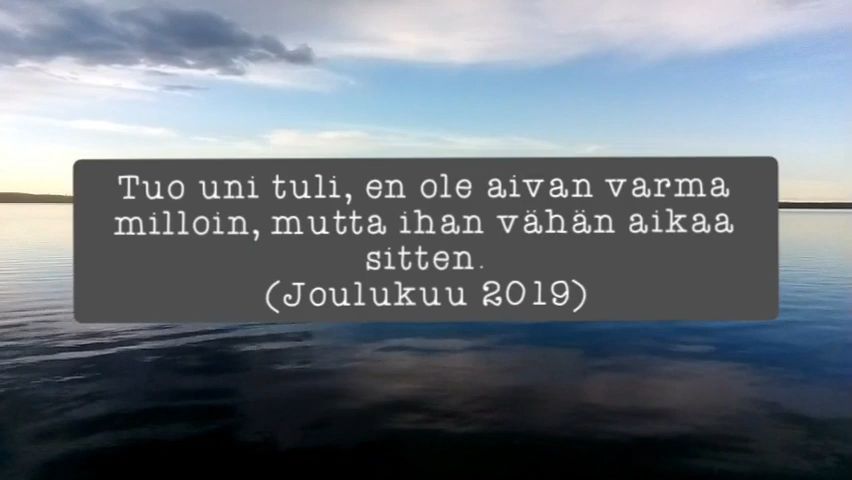 Tuo uni tuli, en ole aivan varma
milloin, mutta ihan vähän aikaa
sitten.
(Joulukuu 2019)